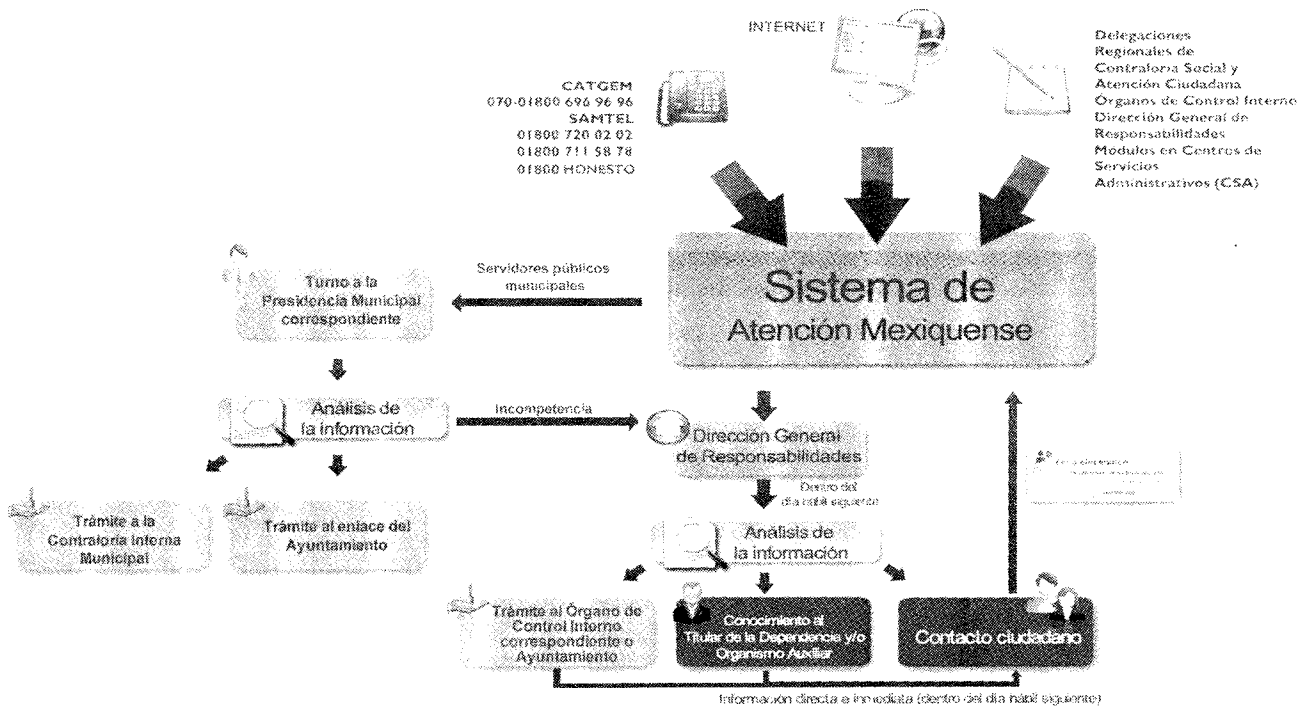 INTERNET
CATGEM
070-01800 696 96 96
SAMTEL
01800 720 02 02
01800 711 58 78
01800 HONESTO
Delegaciones
Regionales de
Contraloría Social y
Atención Ciudadana
Órganos de Control Interno
Dirección General de
Responsabilidades
Módulos en Centros de
Servicios
Administrativos (CSA)
Sistema de
Atención Mexiquense
Servidores públicos
municipales
Turno a la
Presidencia Municipal
correspondiente
Análisis de
la información
Incompetencia
Dirección General
de Responsabilidades
Dentro del
día hábil siguiente
Trámite a la
Contraloría Interna
Municipal
Trámite al enlace del
Ayuntamiento
Análisis de
la información
Trámite al Órgano de
Control Interno
correspondiente o
Ayuntamiento
Conocimiento al
Titular de la Dependencia y/o
Organismo Auxiliar
Contacto ciudadano
Información directa e inmediata (dentro del día hábil siguiente)